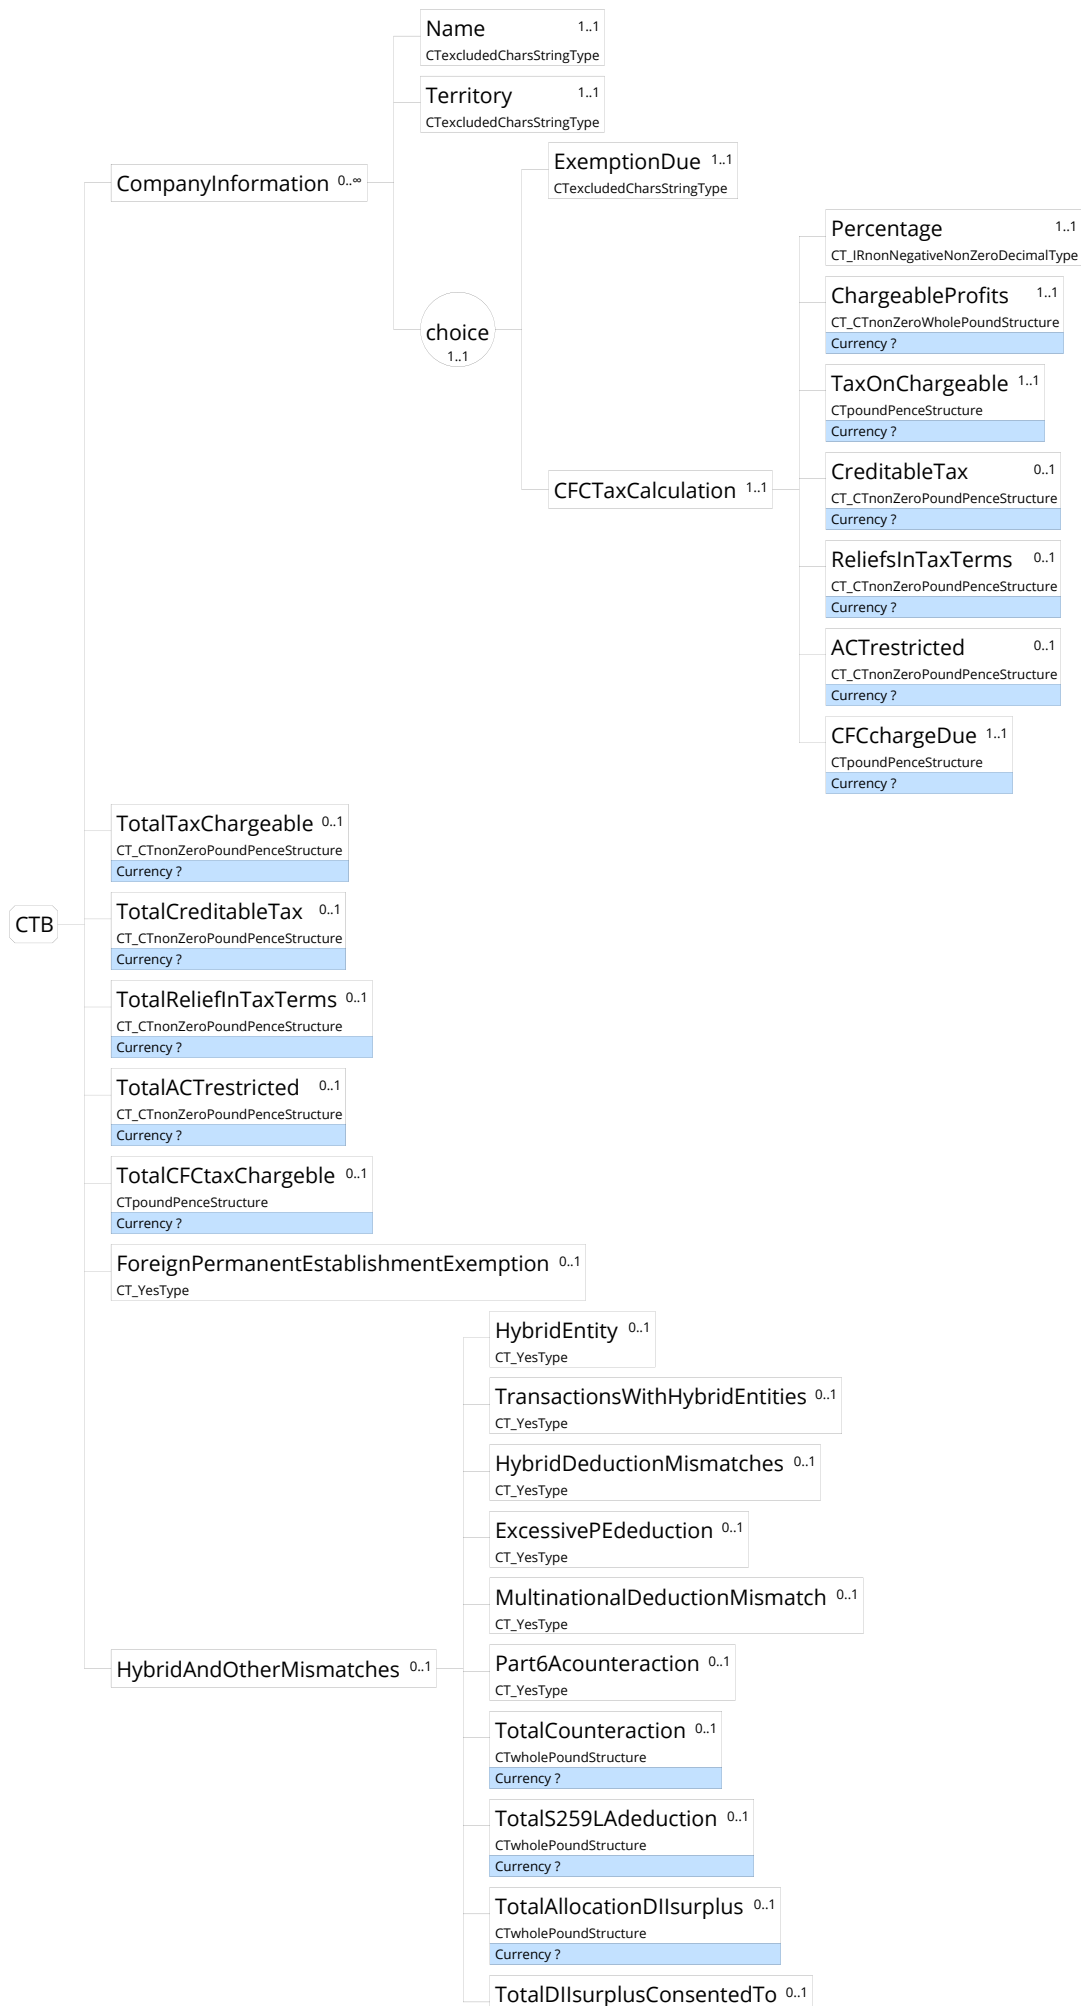 Name 1..1
CTexcludedCharsStringType
Territory 1..1
CTexcludedCharsStringType
ExemptionDue 1..1
CTexcludedCharsStringType
CompanyInformation 0..∞
Percentage 1..1
CT_IRnonNegativeNonZeroDecimalType
ChargeableProfits 1..1
CT_CTnonZeroWholePoundStructure
Currency ?
choice
1..1
TaxOnChargeable 1..1
CTpoundPenceStructure
Currency ?
CreditableTax 0..1
CT_CTnonZeroPoundPenceStructure
Currency ?
CFCTaxCalculation 1..1
ReliefsInTaxTerms 0..1
CT_CTnonZeroPoundPenceStructure
Currency ?
ACTrestricted 0..1
CT_CTnonZeroPoundPenceStructure
Currency ?
CFCchargeDue 1..1
CTpoundPenceStructure
Currency ?
TotalTaxChargeable 0..1
CT_CTnonZeroPoundPenceStructure
Currency ?
CTB
TotalCreditableTax 0..1
CT_CTnonZeroPoundPenceStructure
Currency ?
TotalReliefInTaxTerms 0..1
CT_CTnonZeroPoundPenceStructure
Currency ?
TotalACTrestricted 0..1
CT_CTnonZeroPoundPenceStructure
Currency ?
TotalCFCtaxChargeble 0..1
CTpoundPenceStructure
Currency ?
ForeignPermanentEstablishmentExemption 0..1
CT_YesType
HybridEntity 0..1
CT_YesType
TransactionsWithHybridEntities 0..1
CT_YesType
HybridDeductionMismatches 0..1
CT_YesType
ExcessivePEdeduction 0..1
CT_YesType
MultinationalDeductionMismatch 0..1
CT_YesType
HybridAndOtherMismatches 0..1
Part6Acounteraction 0..1
CT_YesType
TotalCounteraction 0..1
CTwholePoundStructure
Currency ?
TotalS259LAdeduction 0..1
CTwholePoundStructure
Currency ?
TotalAllocationDIIsurplus 0..1
CTwholePoundStructure
Currency ?
TotalDIIsurplusConsentedTo 0..1